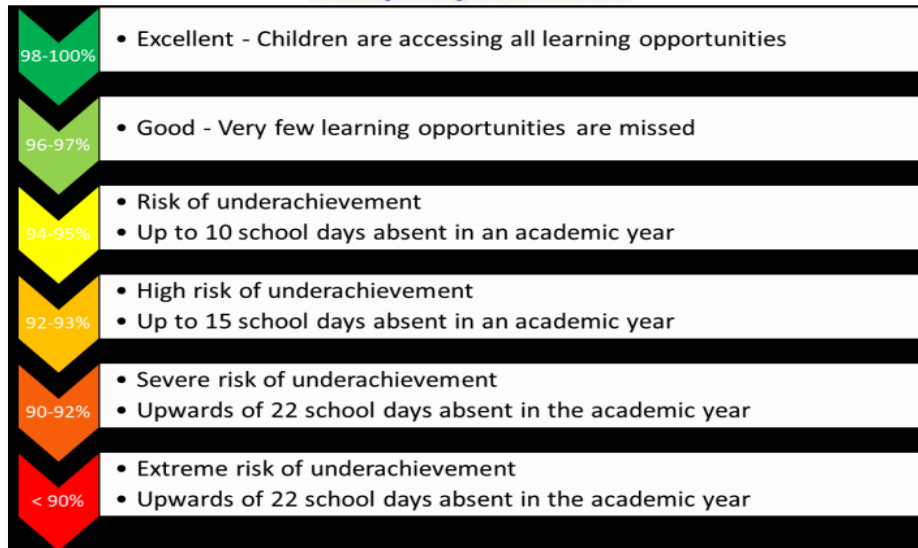 98-100%
• Excellent - Children are accessing all learning opportunities
96-97%
• Good - Very few learning opportunities are missed
94-95%
• Risk of underachievement
• Up to 10 school days absent in an academic year
92-93%
• High risk of underachievement
• Up to 15 school days absent in an academic year
90-92%
• Severe risk of underachievement
• Upwards of 22 school days absent in the academic year
< 90%
• Extreme risk of underachievement
• Upwards of 22 school days absent in the academic year